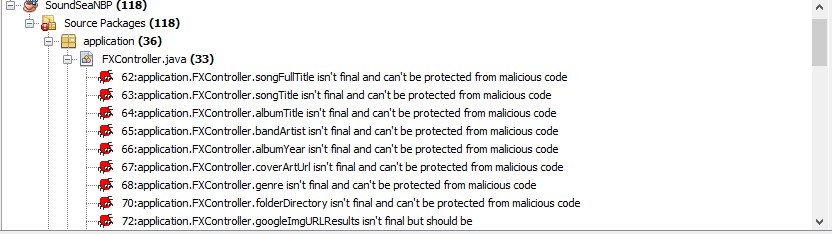 SoundSeaNBP (118)
Source Packages (118)
application (36)
FXController.java (33)
62:application.FXController.songFullTitle isn't final and can't be protected from malicious code
63:application.FXController.songTitle isn't final and can't be protected from malicious code
64:application.FXController.albumTitle isn't final and can't be protected from malicious code
65:application.FXController.bandArtist isn't final and can't be protected from malicious code
66:application.FXController.albumYear isn't final and can't be protected from malicious code
67:application.FXController.coverArtUrl isn't final and can't be protected from malicious code
68:application.FXController.genre isn't final and can't be protected from malicious code
70:application.FXController.folderDirectory isn't final and can't be protected from malicious code
72:application.FXController.googleImgURLResults isn't final but should be